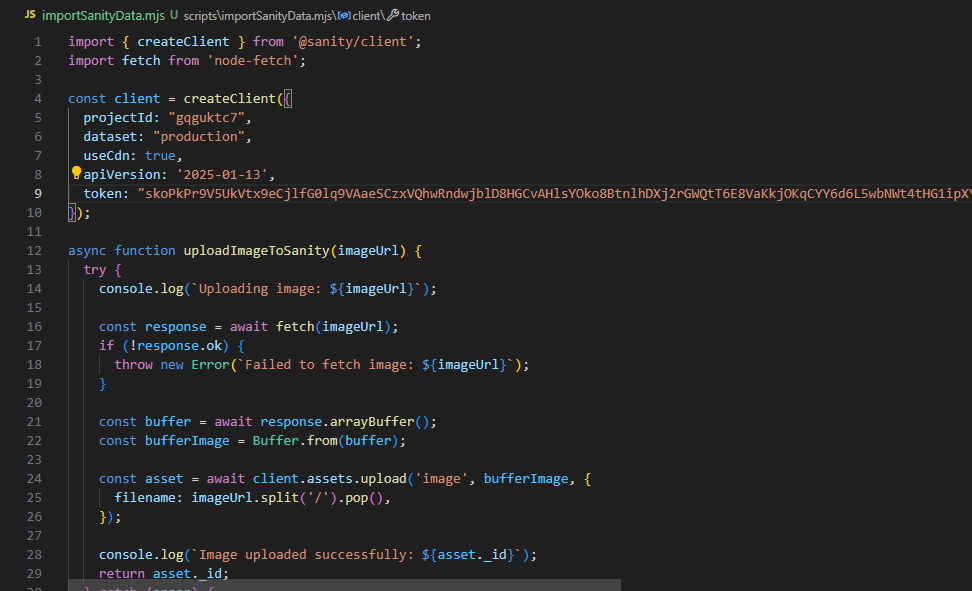 JS importSanityData.mjs U scripts\importSanityData.mjs\client\token
1 import { createClient } from '@sanity/client';
2 import fetch from 'node-fetch';
3
4 const client = createClient({
5 projectId: "gqguktc7",
6 dataset: "production",
7 useCdn: true,
8 apiVersion: '2025-01-13',
9 token: "
10 });
11
12 async function uploadImageToSanity(imageUrl) {
13 try {
14 console.log(`Uploading image: ${imageUrl}`);
15
16 const response = await fetch(imageUrl);
17 if (!response.ok) {
18 throw new Error(`Failed to fetch image: ${imageUrl}`);
19 }
20
21 const buffer = await response.arrayBuffer();
22 const bufferImage = Buffer.from(buffer);
23
24 const asset = await client.assets.upload('image', bufferImage, {
25 filename: imageUrl.split('/').pop(),
26 });
27
28 console.log(`Image uploaded successfully: ${asset._id}`);
29 return asset._id;